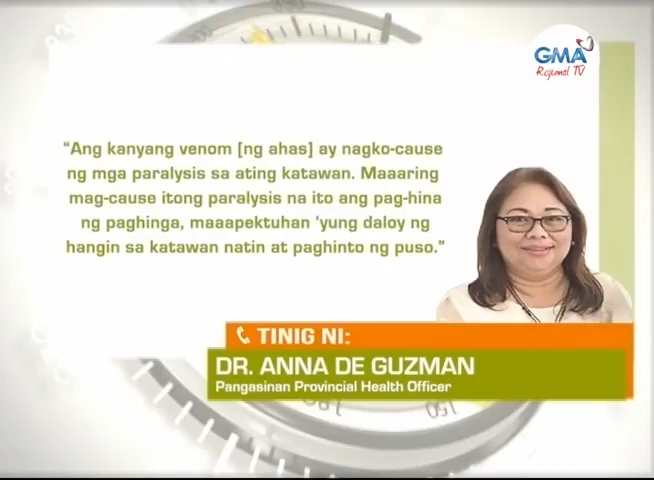 GMA
Regional TV
"Ang kanyang venom [ng ahas] ay nagko-cause
ng mga paralysis sa ating katawan. Maaaring
mag-cause itong paralysis na ito ang pag-hina
ng paghinga, maaapektuhan 'yung daloy ng
hangin sa katawan natin at paghinto ng puso."
TINIG NI:
DR. ANNA DE GUZMAN
Pangasinan Provincial Health Officer